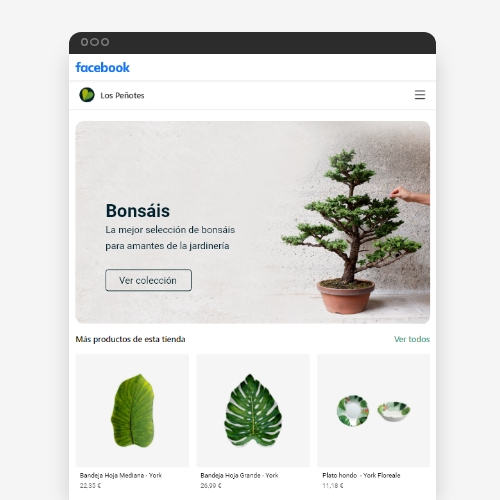 facebook
Los Peñotes
Bonsáis
La mejor selección de bonsáis
para amantes de la jardinería
Ver colección
Más productos de esta tienda
Ver todos
Bandeja Hoja Mediana - York
22,35 €
Bandeja Hoja Grande - York
26,99 €
Plato hondo - York Floreale
11,18 €